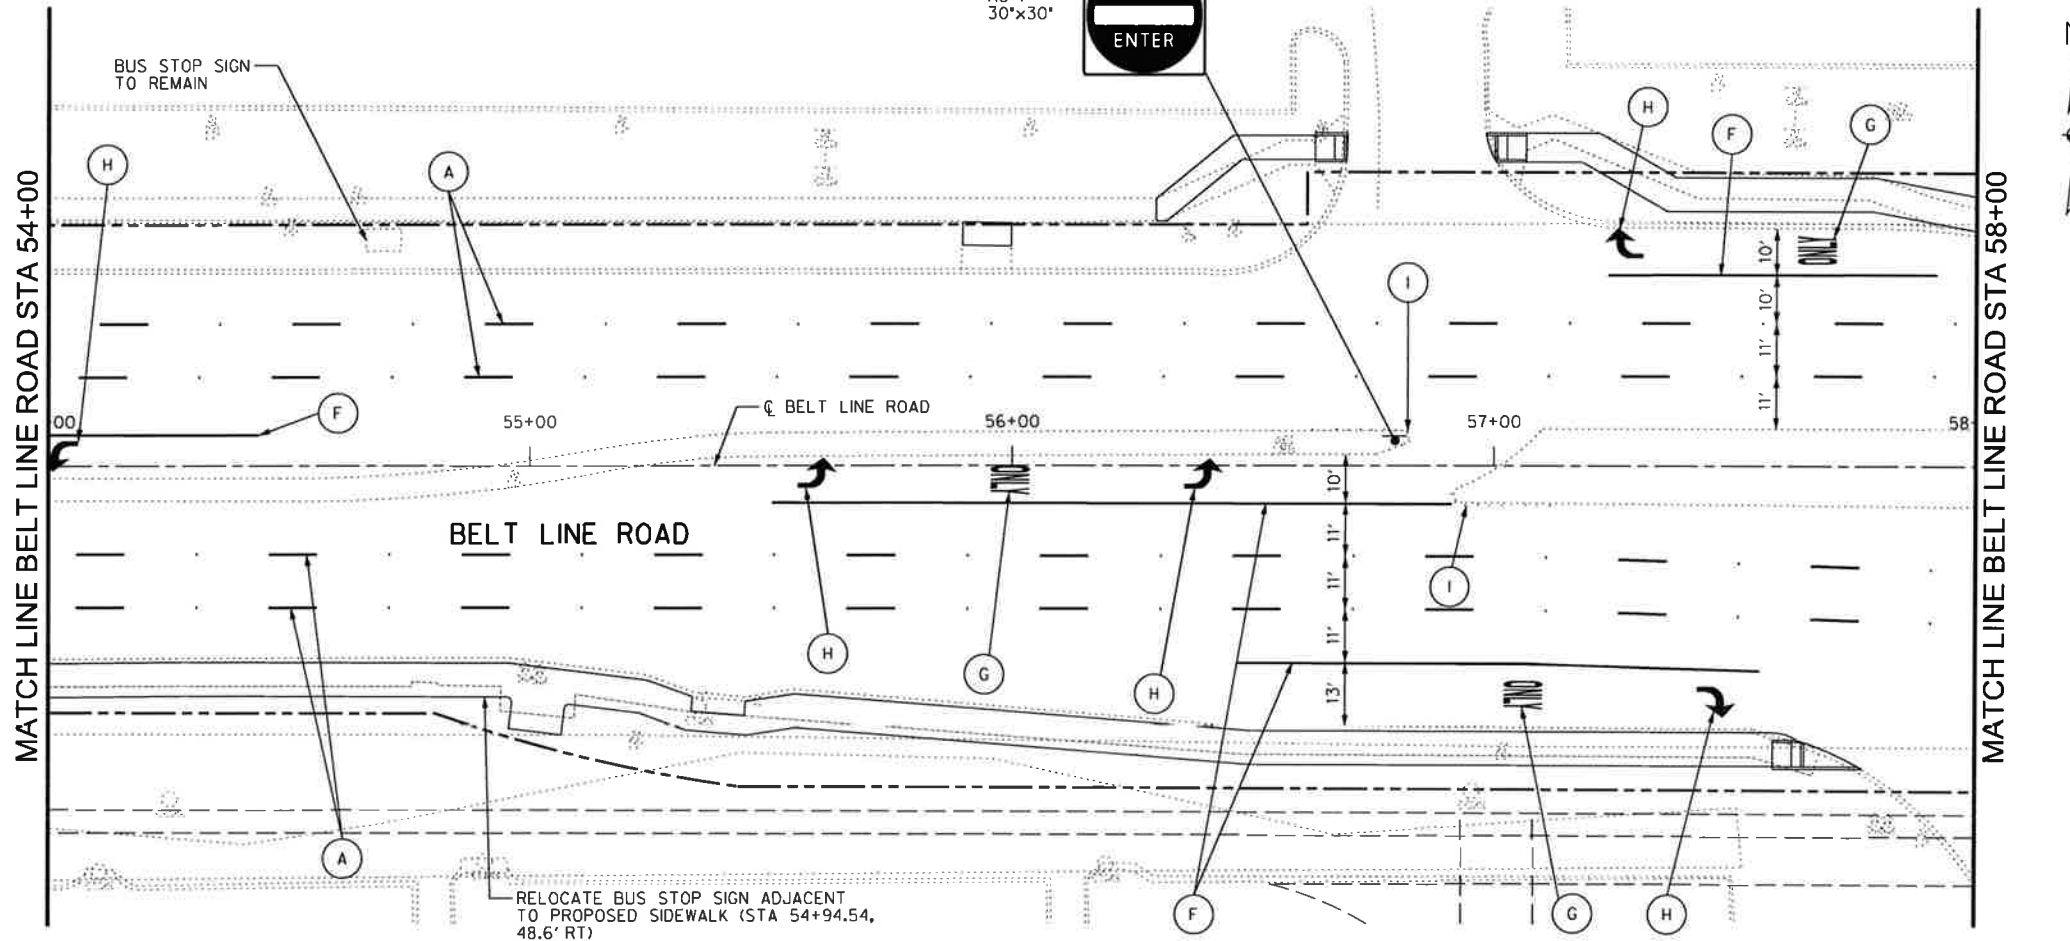 30"x30"
ENTER
BUS STOP SIGN
TO REMAIN
H
A
H
F
G
MATCH LINE BELT LINE ROAD STA 54+00
MATCH LINE BELT LINE ROAD STA 58+00
ONLY
10'
10'
11'
11'
I
F
00
55+00
℄ BELT LINE ROAD
56+00
57+00
58
ONLY
BELT LINE ROAD
10'
11'
11'
11'
13'
I
H
G
H
ONLY
A
F
G
H
RELOCATE BUS STOP SIGN ADJACENT
TO PROPOSED SIDEWALK (STA 54+94.54,
48.6' RT)